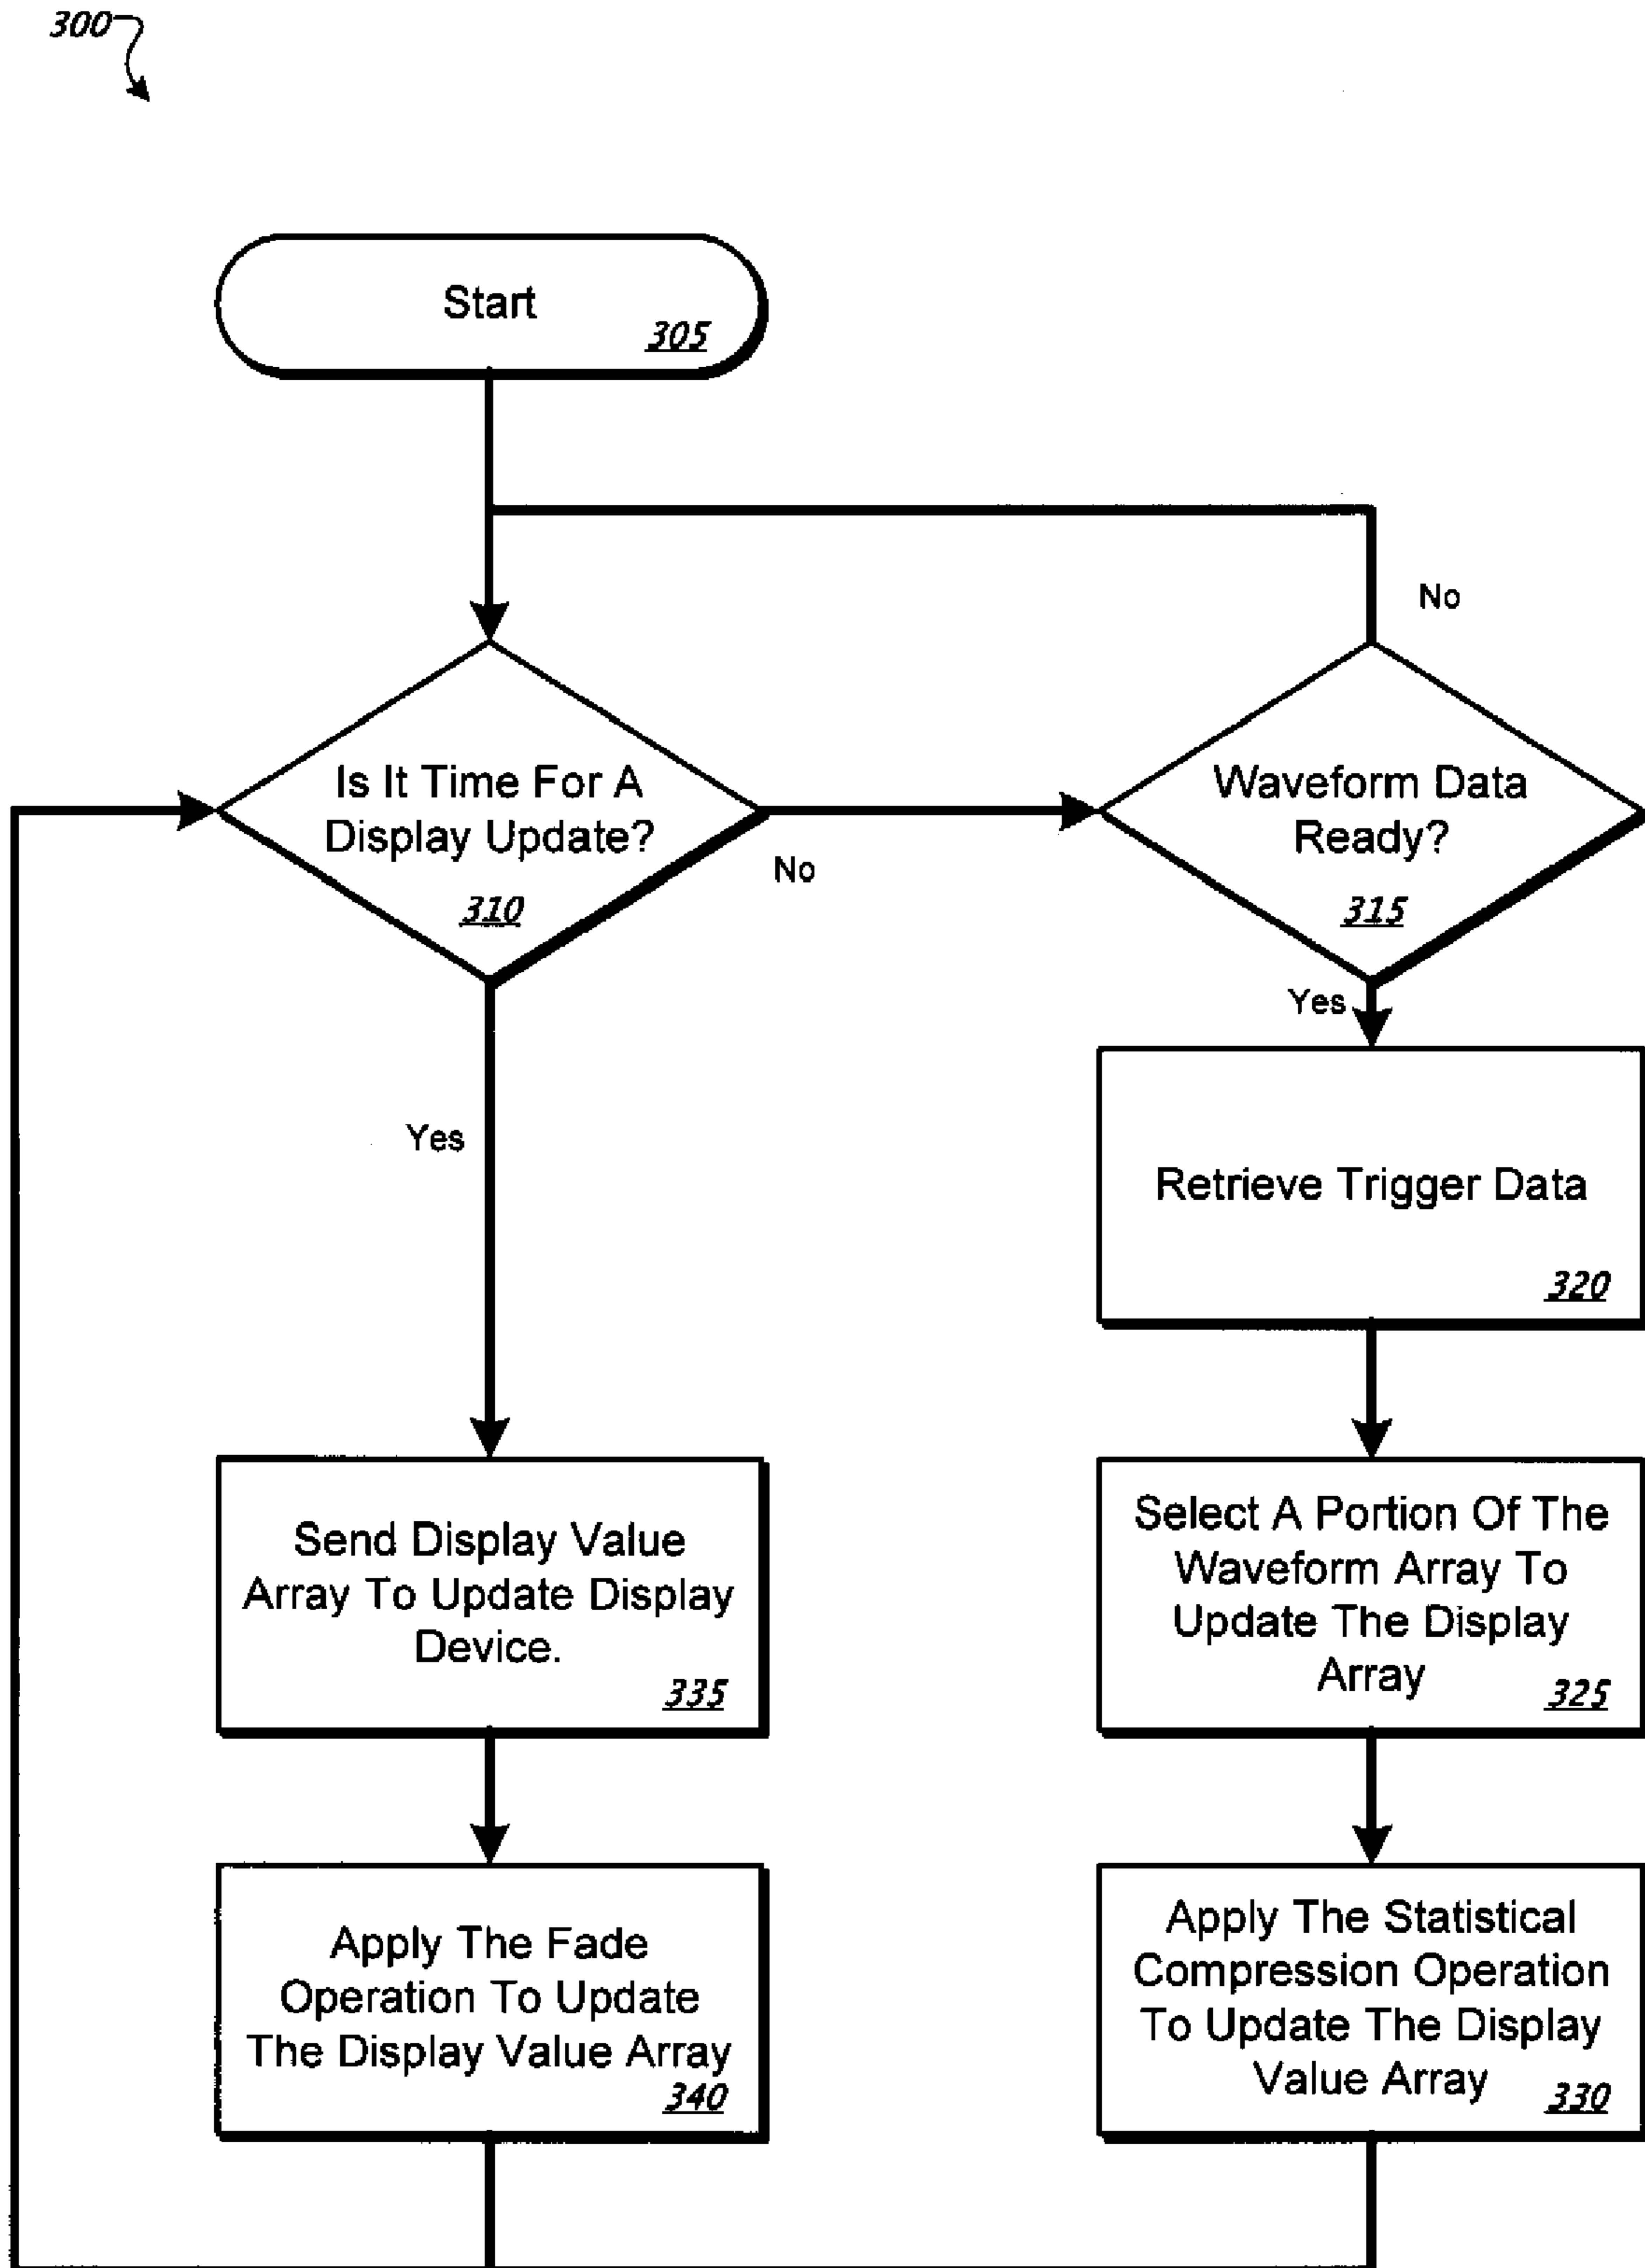 300
Start
305
No
Is It Time For A
Display Update?
310
No
Waveform Data
Ready?
315
Yes
Yes
Retrieve Trigger Data
320
Send Display Value
Array To Update Display
Device.
335
Select A Portion Of The
Waveform Array To
Update The Display
Array
325
Apply The Fade
Operation To Update
The Display Value Array
340
Apply The Statistical
Compression Operation
To Update The Display
Value Array
330